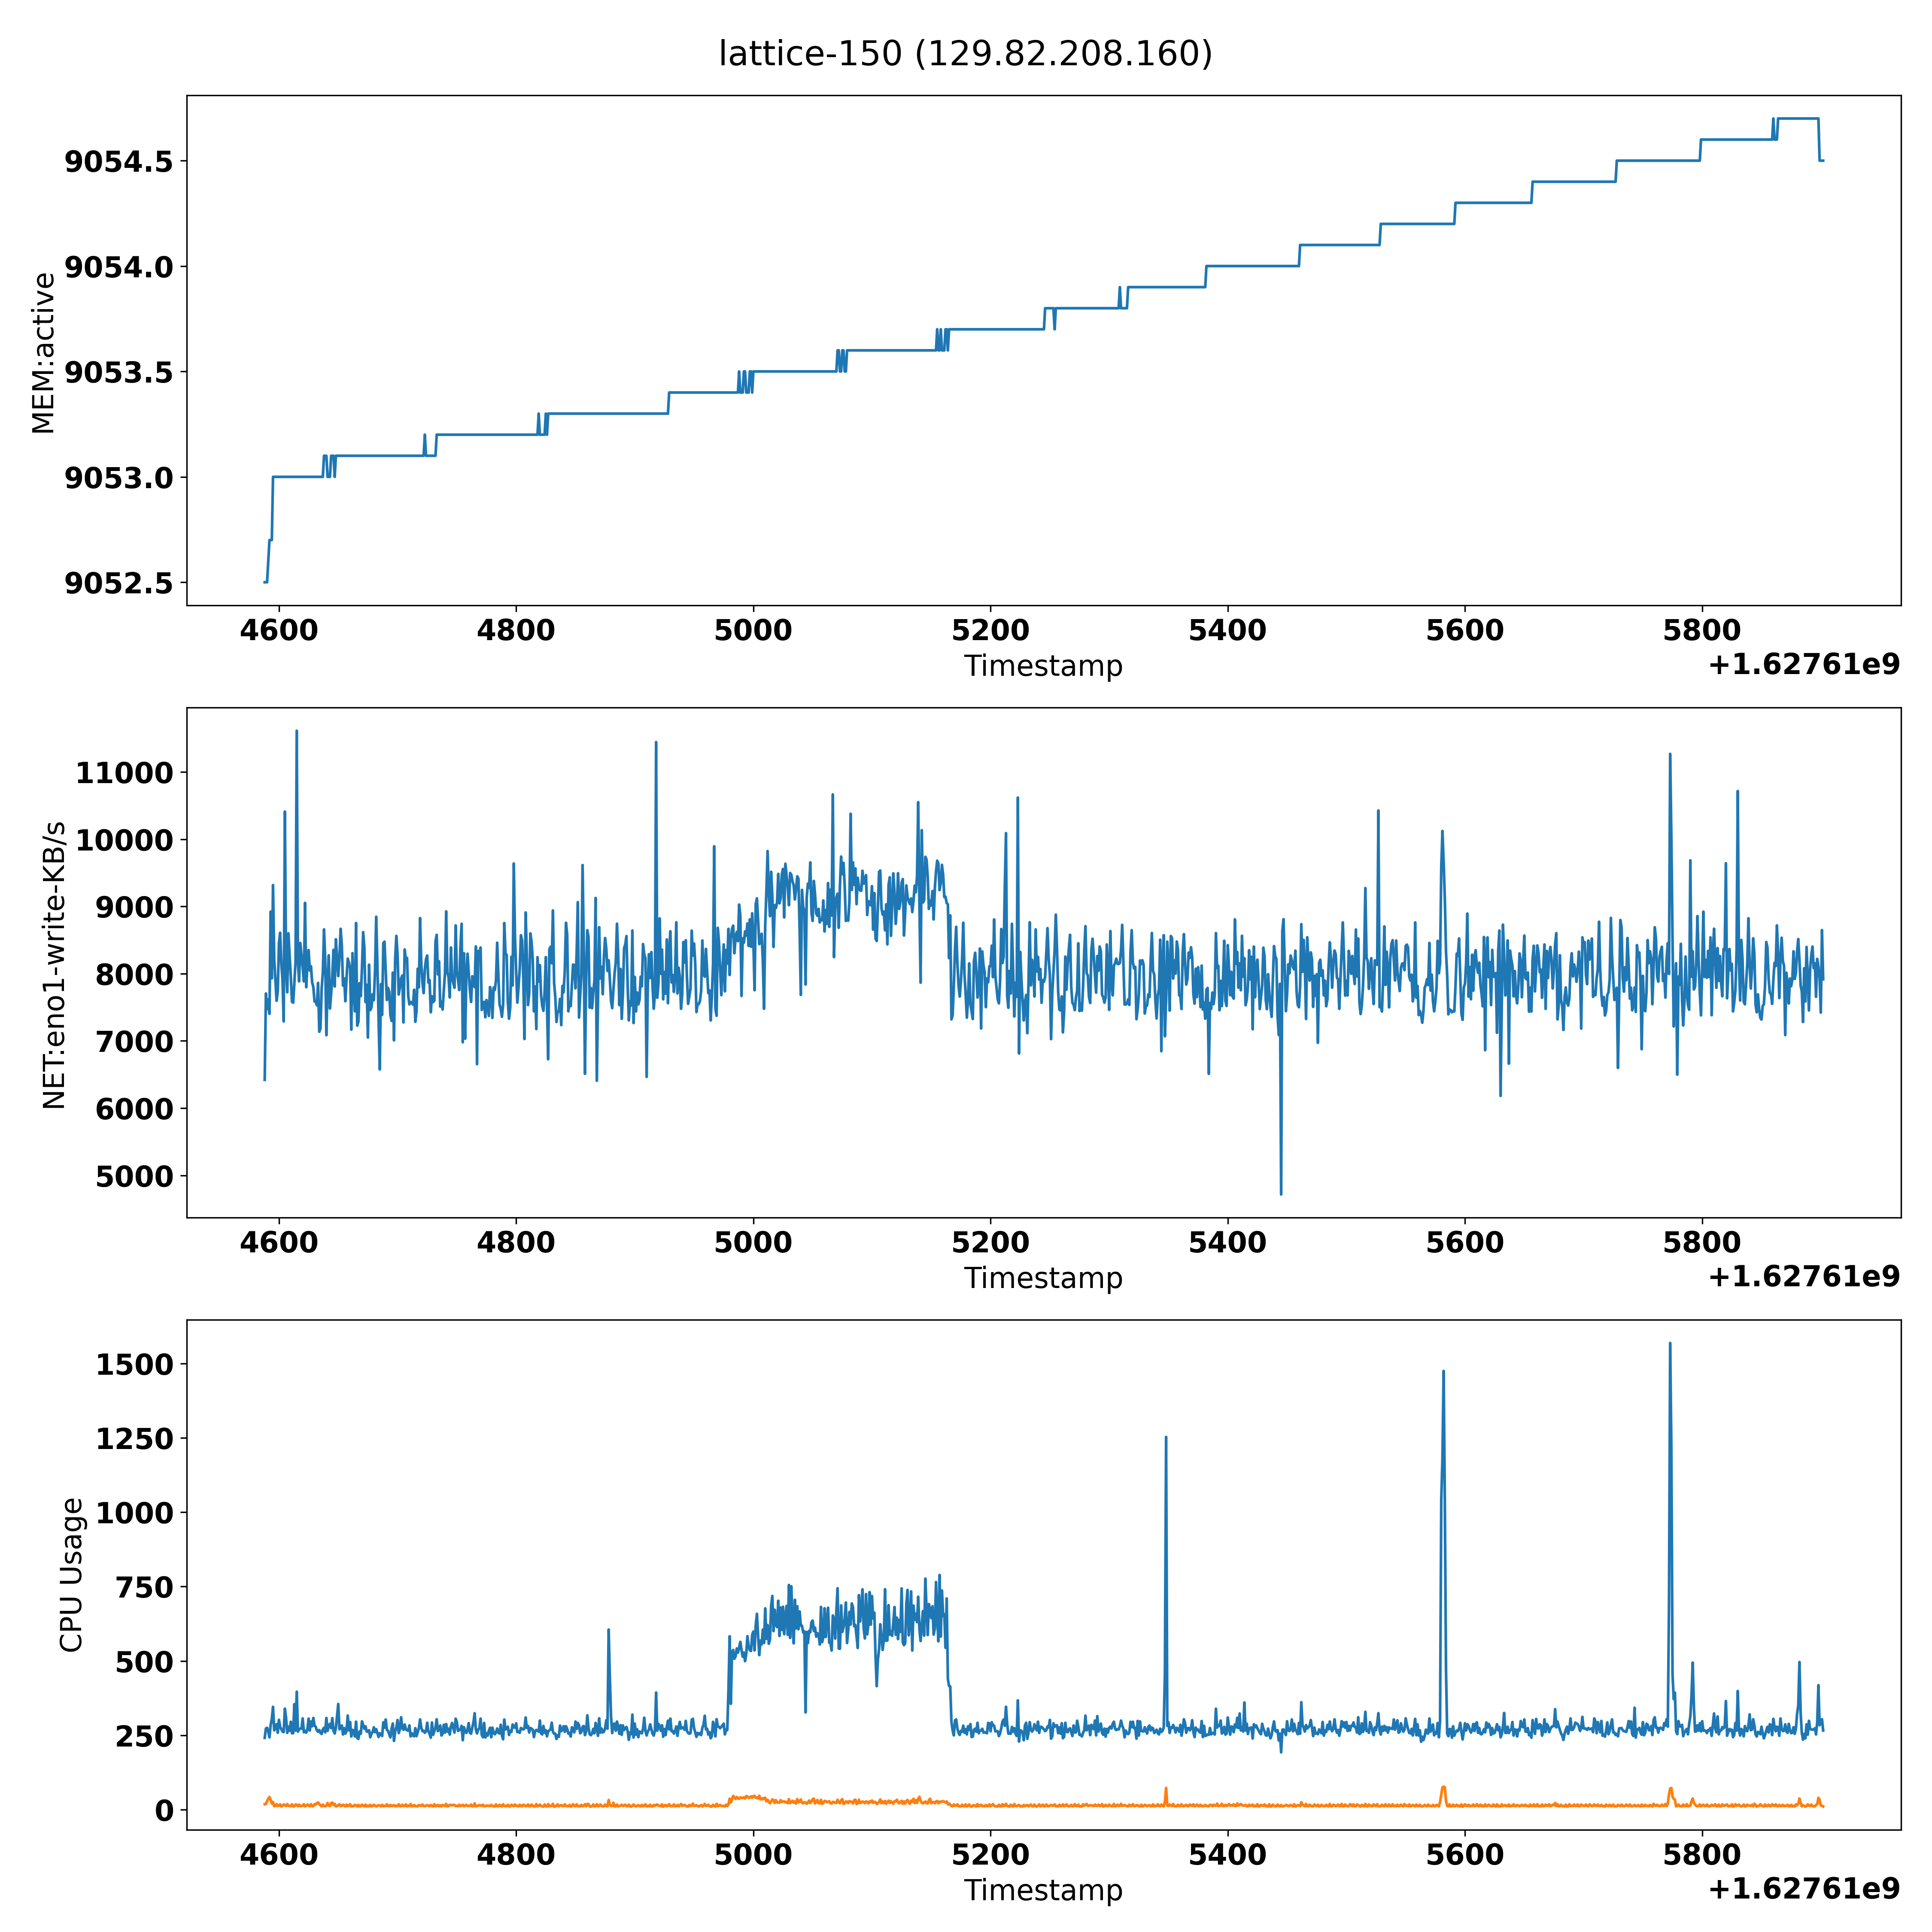 lattice-150 (129.82.208.160)
MEM:active
9054.5
9054.0
9053.5
9053.0
9052.5
4600 4800 5000 5200 5400 5600 5800
Timestamp
+1.62761e9
NET:eno1-write-KB/s
11000
10000
9000
8000
7000
6000
5000
4600 4800 5000 5200 5400 5600 5800
Timestamp
+1.62761e9
CPU Usage
1500
1250
1000
750
500
250
0
4600 4800 5000 5200 5400 5600 5800
Timestamp
+1.62761e9